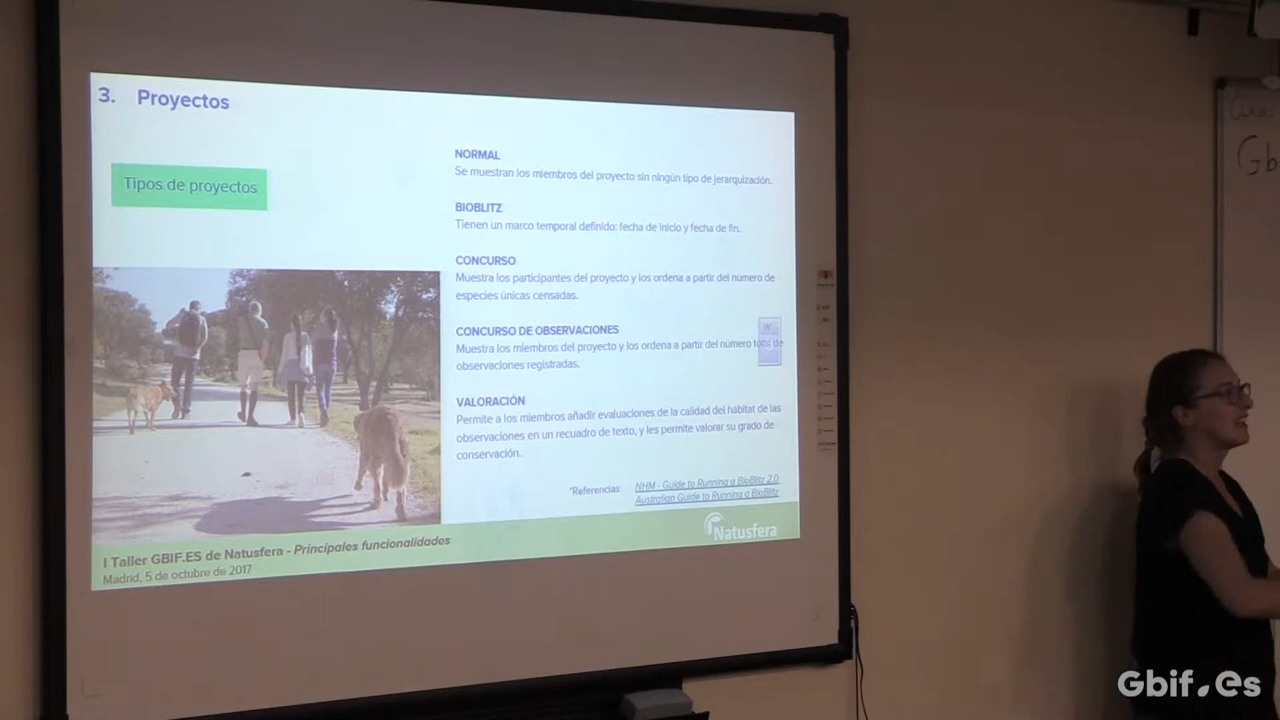 3. Proyectos
Tipos de proyectos
NORMAL
Se muestran los miembros del proyecto sin ningún tipo de jerarquización.
BIOBLITZ
Tienen un marco temporal definido: fecha de inicio y fecha de fin.
CONCURSO
Muestra los participantes del proyecto y los ordena a partir del número de
especies únicas censadas.
CONCURSO DE OBSERVACIONES
Muestra los miembros del proyecto y los ordena a partir del número total de
observaciones registradas.
VALORACIÓN
Permite a los miembros añadir evaluaciones de la calidad del hábitat de las
observaciones en un recuadro de texto, y les permite valorar su grado de
conservación.
*Referencias
NHM - Guide to Running a BioBlitz 2.0
Australian Guide to Running a BioBlitz
I Taller GBIF.ES de Natusfera - Principales funcionalidades
Madrid, 5 de octubre de 2017
Natusfera
Gb
Gbif.es